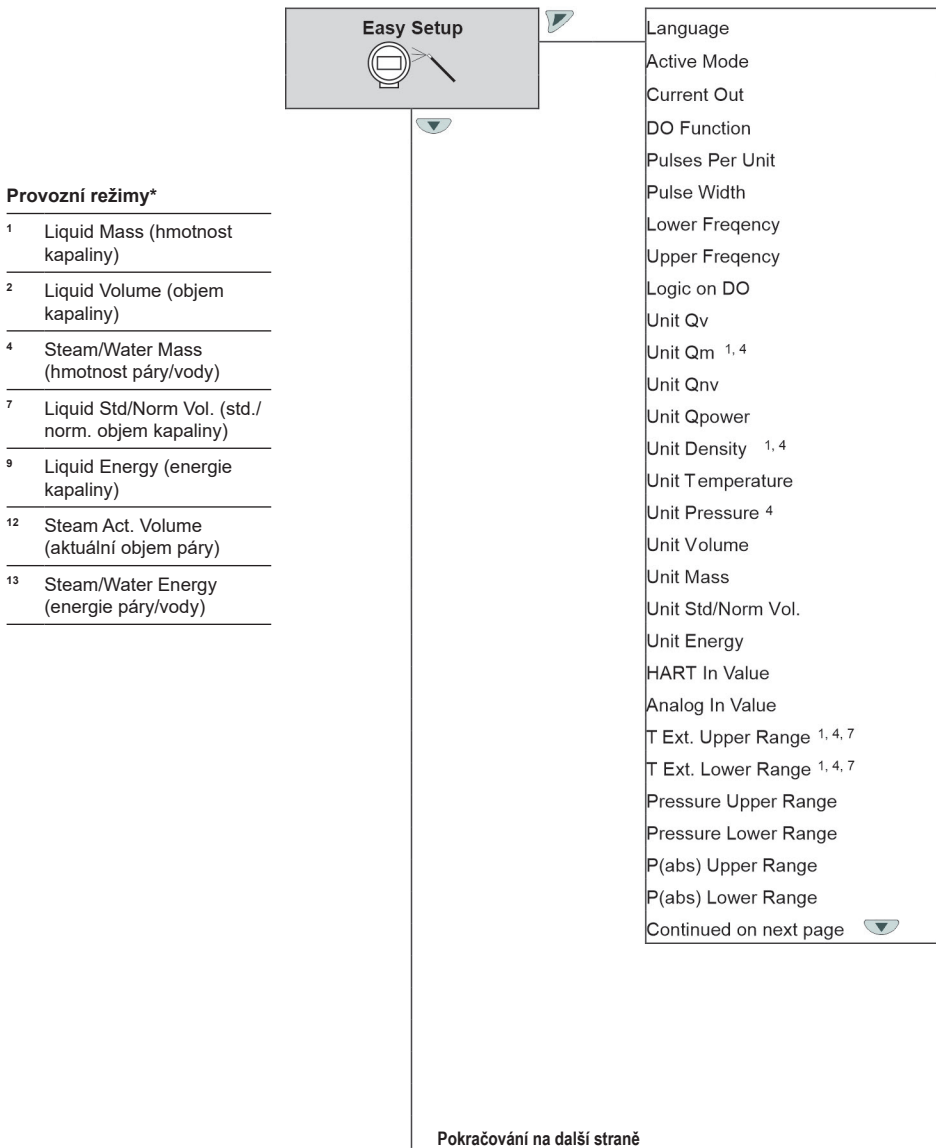 Easy Setup
Language
Active Mode
Current Out
DO Function
Pulses Per Unit
Pulse Width
Lower Freqency
Upper Freqency
Logic on DO
Unit Qv
Unit Qm 1, 4
Unit Qnv
Unit Qpower
Unit Density 1, 4
Unit Temperature
Unit Pressure 4
Unit Volume
Unit Mass
Unit Std/Norm Vol.
Unit Energy
HART In Value
Analog In Value
T Ext. Upper Range 1, 4, 7
T Ext. Lower Range 1, 4, 7
Pressure Upper Range
Pressure Lower Range
P(abs) Upper Range
P(abs) Lower Range
Continued on next page
Provozní režimy*
1 Liquid Mass (hmotnost
kapaliny)
2 Liquid Volume (objem
kapaliny)
4 Steam/Water Mass
(hmotnost páry/vody)
7 Liquid Std/Norm Vol. (std./
norm. objem kapaliny)
9 Liquid Energy (energie
kapaliny)
12 Steam Act. Volume
(aktuální objem páry)
13 Steam/Water Energy
(energie páry/vody)
Pokračování na další straně